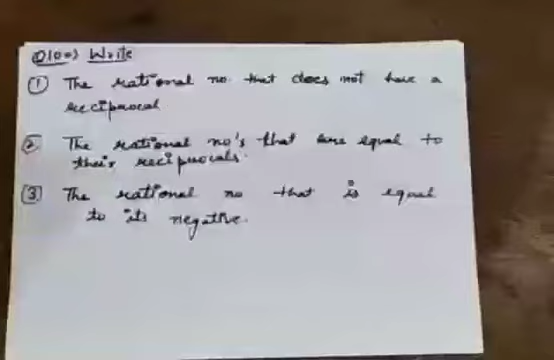 Q10=> Write
① The rational no. that does not have a
reciprocal
② The rational no's that are equal to
their reciprocals.
③ The rational no that is equal
to its negative.